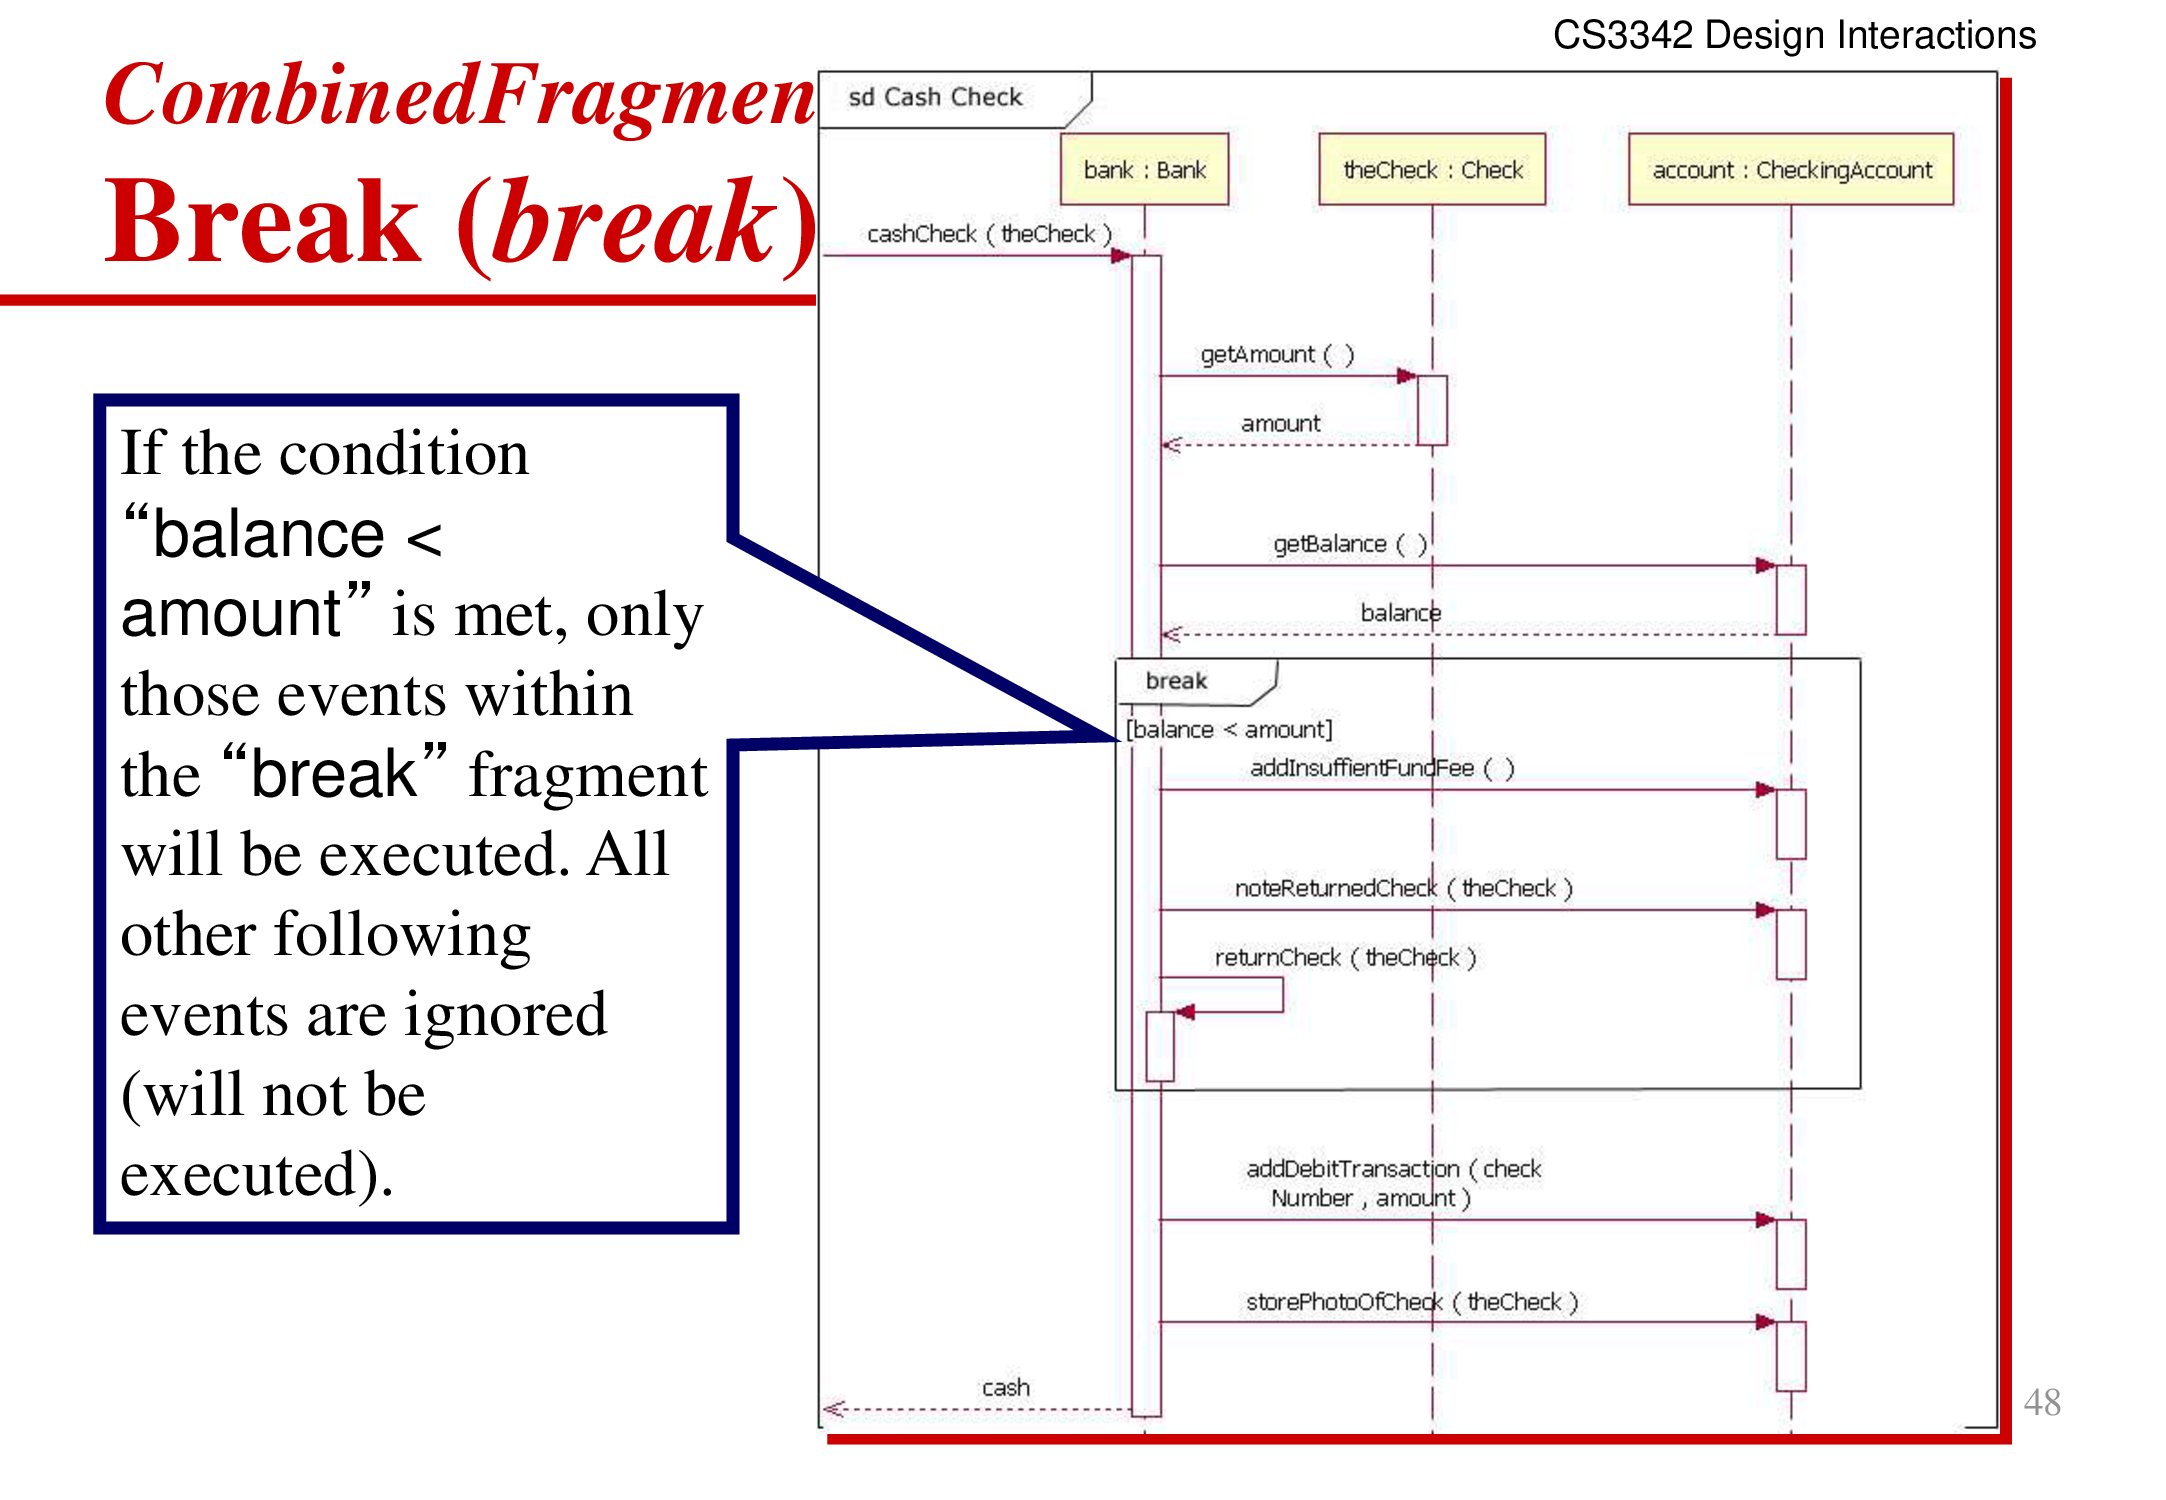 CS3342 Design Interactions
CombinedFragmen
Break (break)
If the condition
“balance <
amount” is met, only
those events within
the “break” fragment
will be executed. All
other following
events are ignored
(will not be
executed).
sd Cash Check
bank : Bank
theCheck : Check
account : CheckingAccount
cashCheck ( theCheck )
getAmount ( )
amount
getBalance ( )
balance
break
[balance < amount]
addInsuffientFundFee ( )
noteReturnedCheck ( theCheck )
returnCheck ( theCheck )
addDebitTransaction ( check
Number , amount )
storePhotoOfCheck ( theCheck )
cash
48